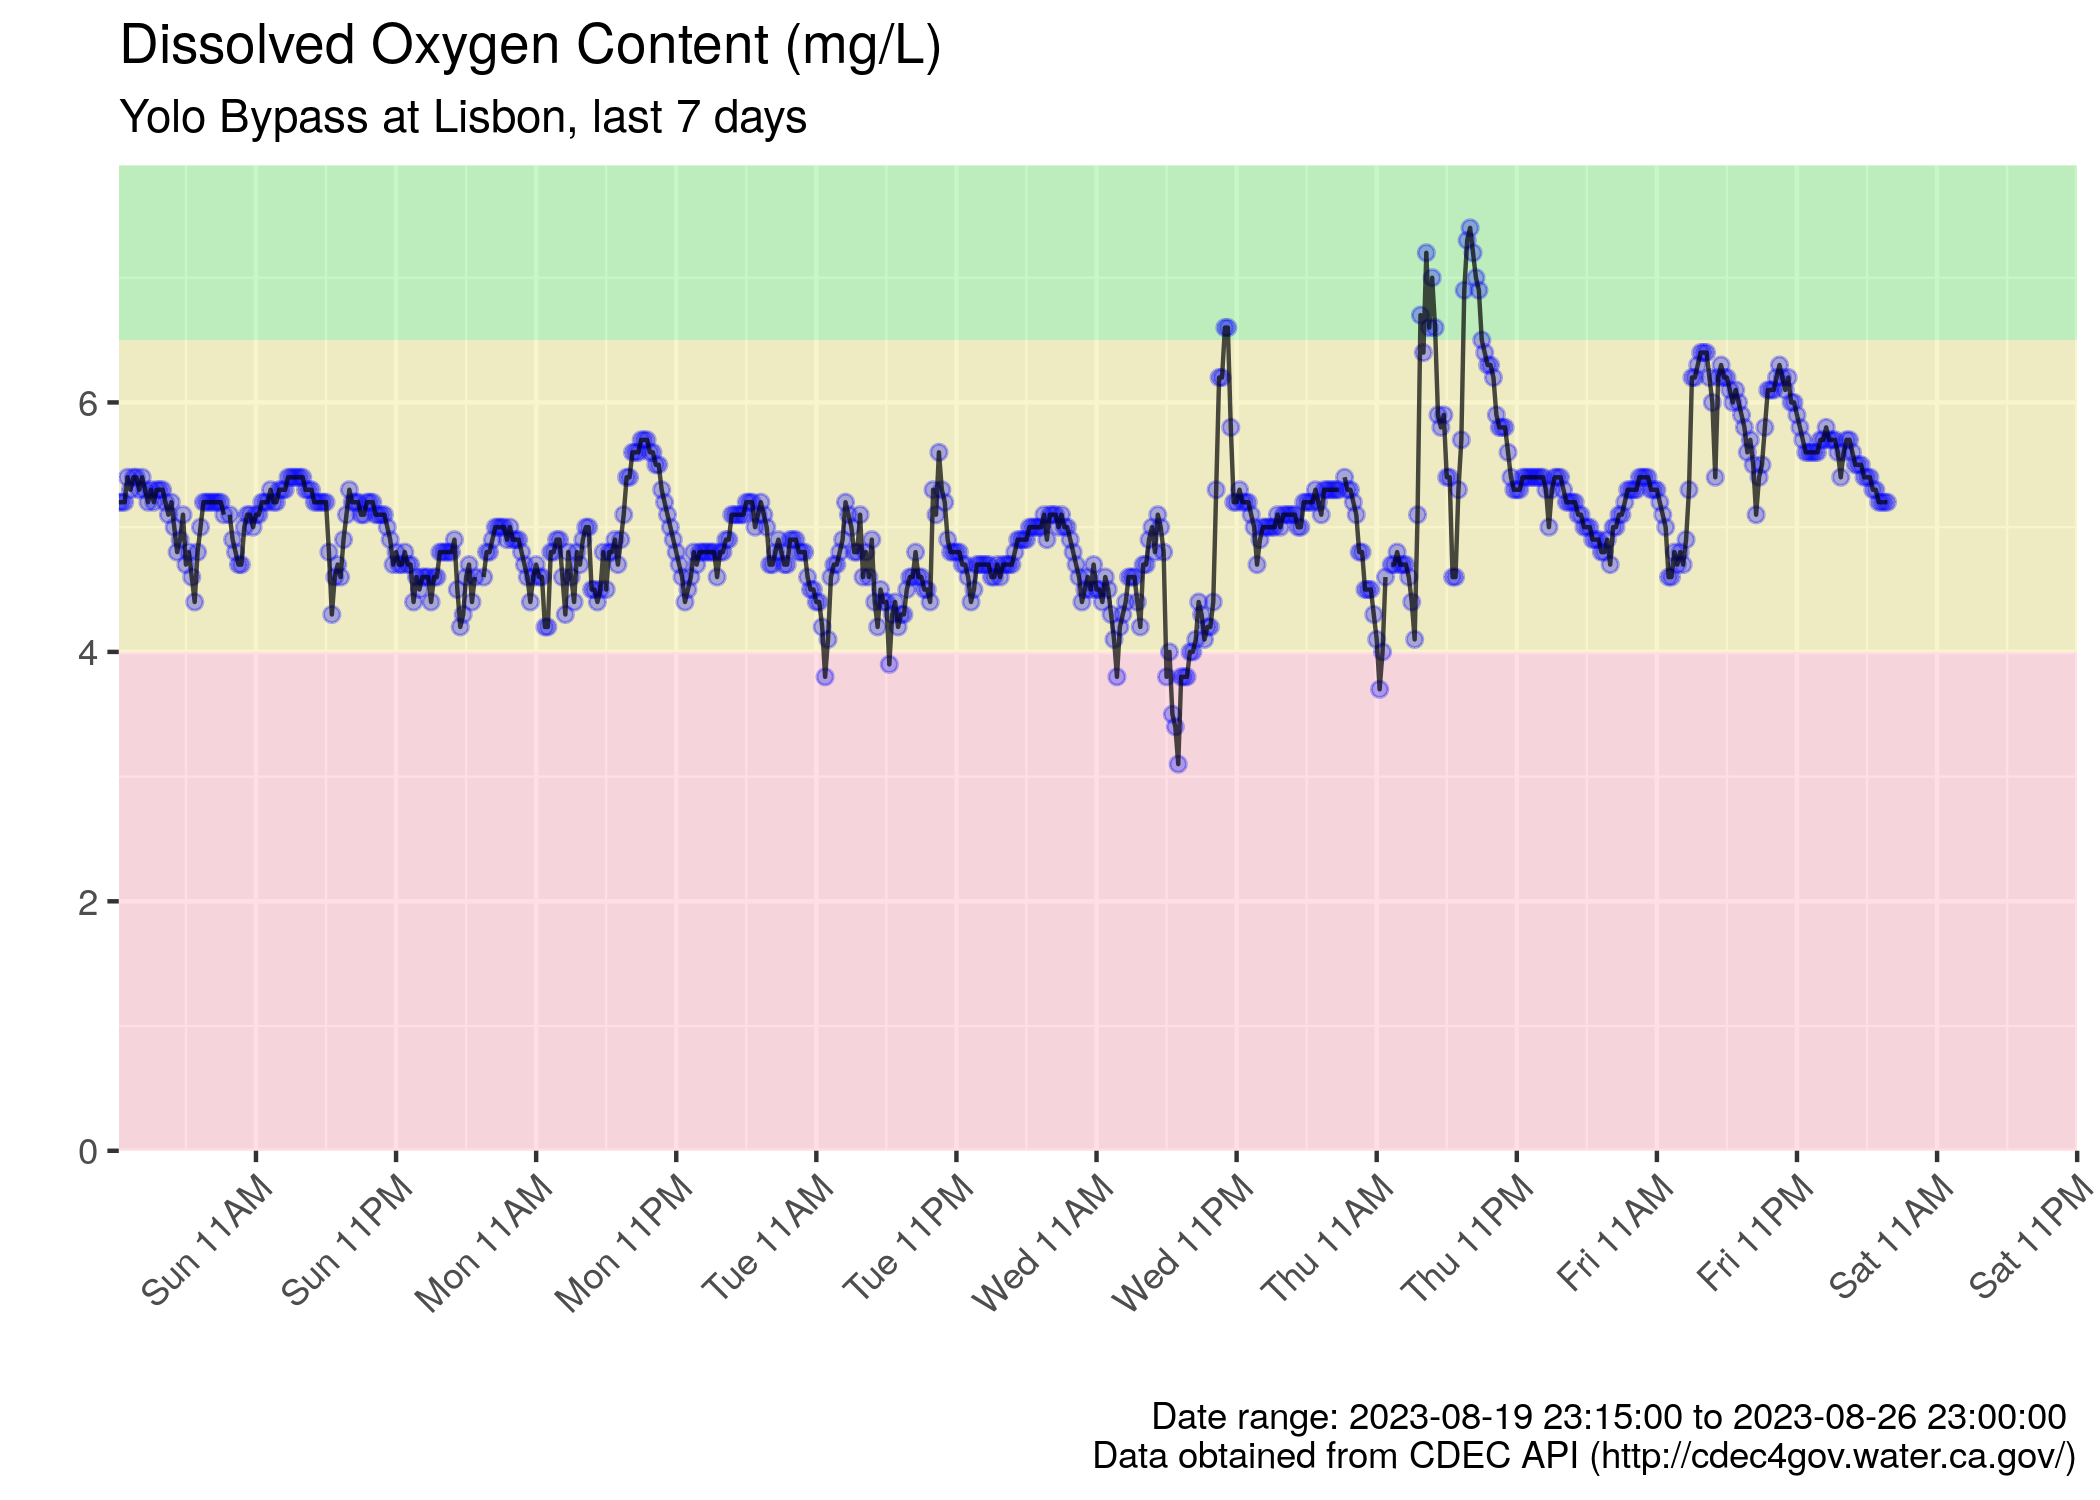 Dissolved Oxygen Content (mg/L)
Yolo Bypass at Lisbon, last 7 days
6
4
2
0
Sun 11AM
Sun 11PM
Mon 11AM
Mon 11PM
Tue 11AM
Tue 11PM
Wed 11AM
Wed 11PM
Thu 11AM
Thu 11PM
Fri 11AM
Fri 11PM
Sat 11AM
Sat 11PM
Date range: 2023-08-19 23:15:00 to 2023-08-26 23:00:00
Data obtained from CDEC API (http://cdec4gov.water.ca.gov/)